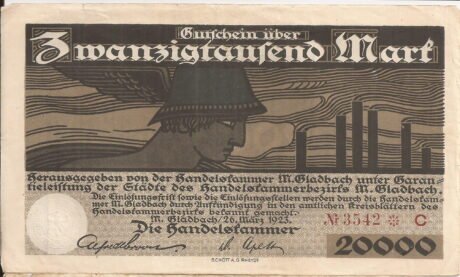 Gutschein über
Zwanzigtausend Mark
Herausgegeben von der Handelskammer M.Gladbach unter Garan-
tieleistung der Städte des Handelskammerbezirks M.Gladbach.
Die Einlösungsfrist sowie die Einlösungsstellen werden durch die Handelskam-
mer M.Gladbach durch Ankündigung in den amtlichen Kreisblättern des
Handelskammerbezirks bekannt gemacht.
M. Gladbach, 26. März 1923.
№ 3542 * C
Die Handelskammer
20000